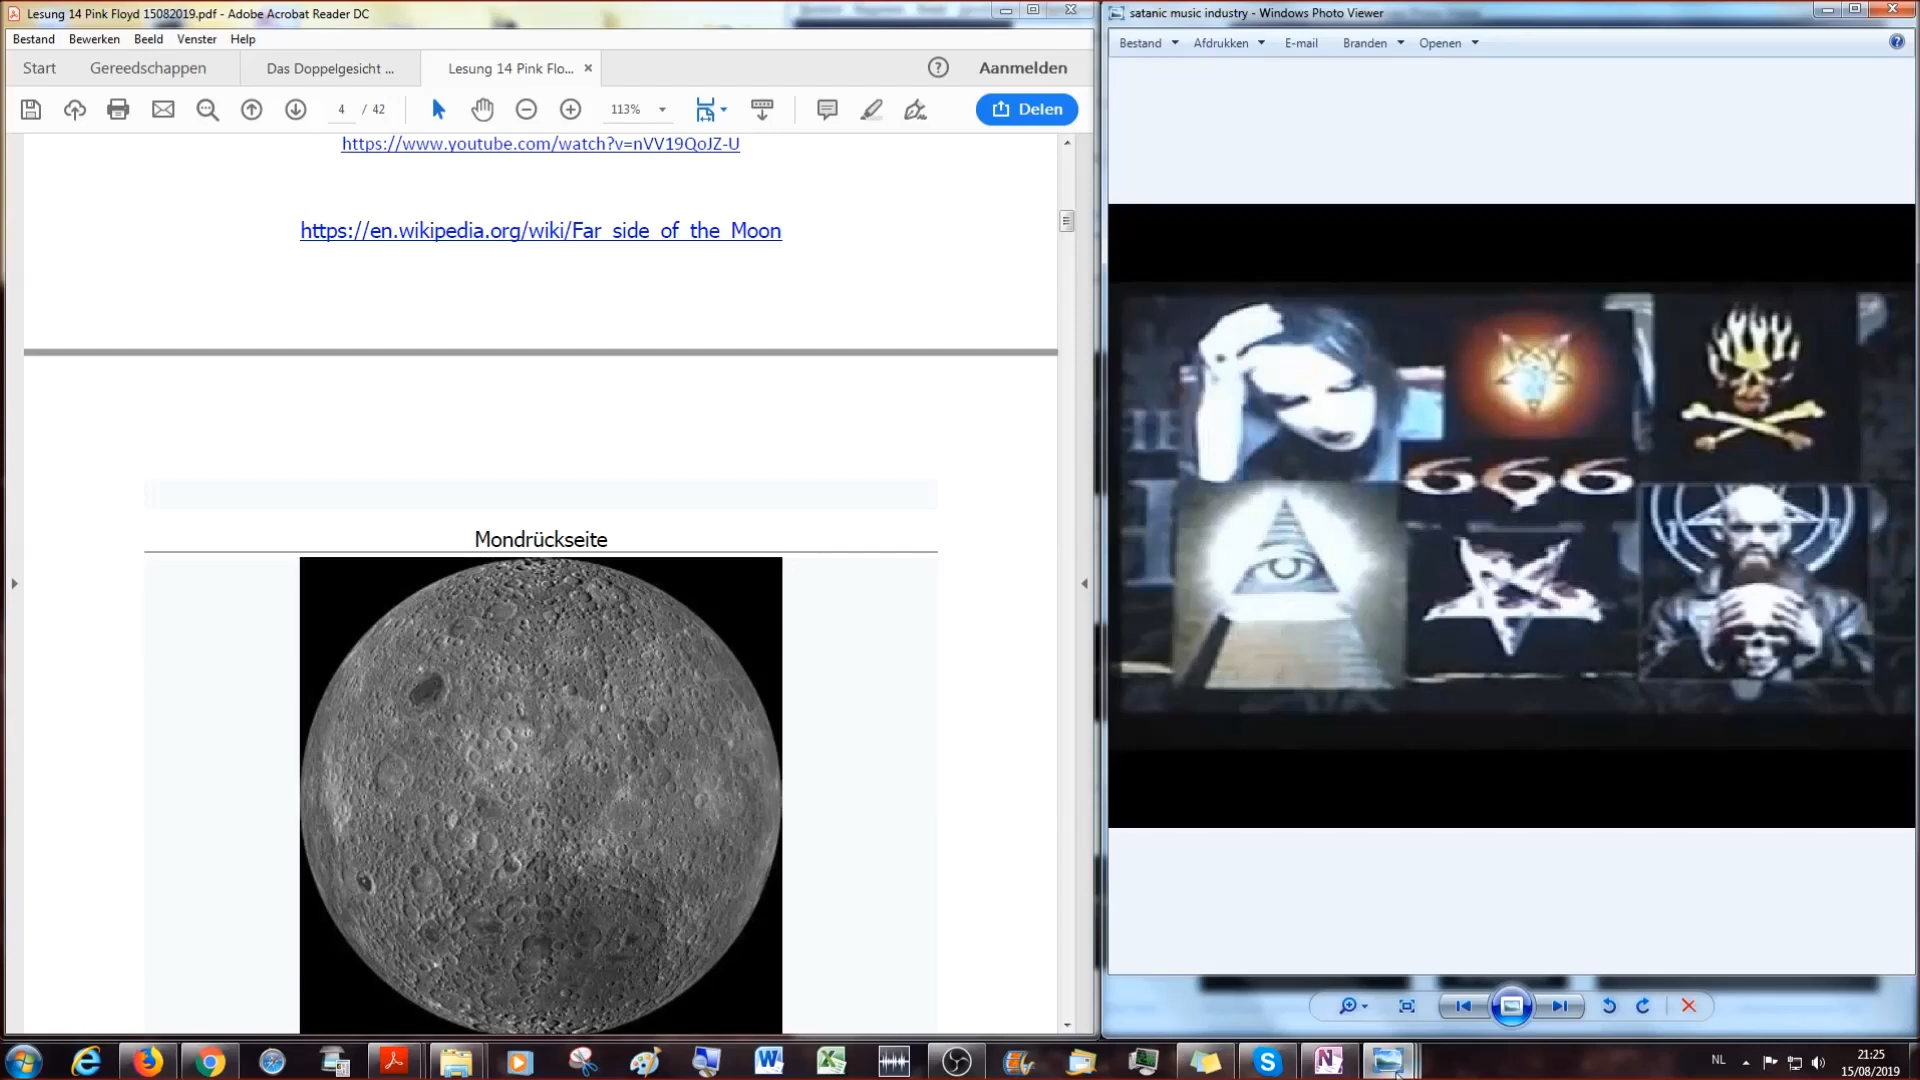 Lesung 14 Pink Floyd 15082019.pdf - Adobe Acrobat Reader DC
Bestand Bewerken Beeld Venster Help
Start Gereedschappen Das Doppelgesicht ... Lesung 14 Pink Flo... × Aanmelden
4 / 42 113% Delen
https://www.youtube.com/watch?v=nVV19QoJZ-U
https://en.wikipedia.org/wiki/Far_side_of_the_Moon
Mondrückseite
satanic music industry - Windows Photo Viewer
Bestand Afdrukken E-mail Branden Openen
666
NL
21:25
15/08/2019